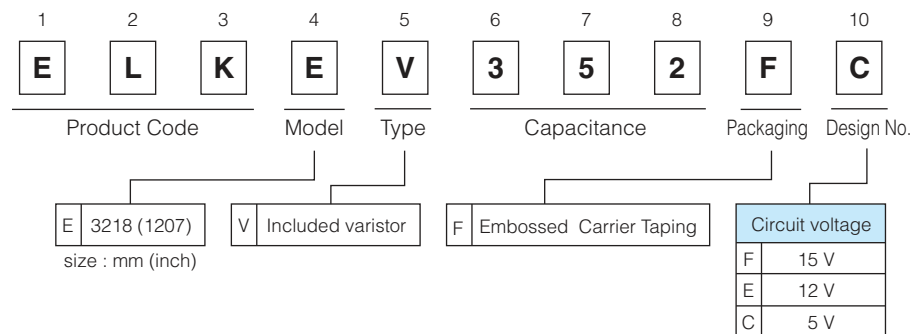 1 2 3 4 5 6 7 8 9 10
E L K E V 3 5 2 F C
Product Code Model Type Capacitance Packaging Design No.
E 3218 (1207)
size : mm (inch)
V Included varistor
F Embossed Carrier Taping
Circuit voltage
F 15 V
E 12 V
C 5 V